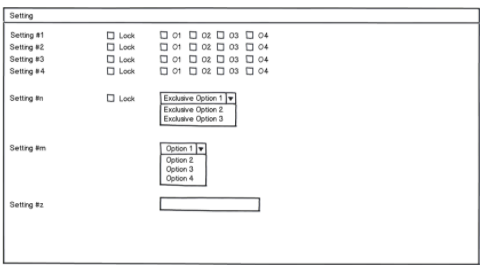 Setting
Setting #1 Lock O1 O2 O3 O4
Setting #2 Lock O1 O2 O3 O4
Setting #3 Lock O1 O2 O3 O4
Setting #4 Lock O1 O2 O3 O4
Setting #n Lock Exclusive Option 1
Exclusive Option 2
Exclusive Option 3
Setting #m Option 1
Option 2
Option 3
Option 4
Setting #z